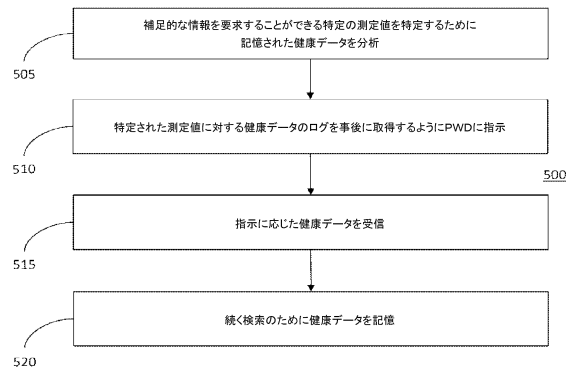 補足的な情報を要求することができる特定の測定値を特定するために
記憶された健康データを分析
505
特定された測定値に対する健康データのログを事後に取得するようにPWDに指示
510
500
指示に応じた健康データを受信
515
続く検索のために健康データを記憶
520